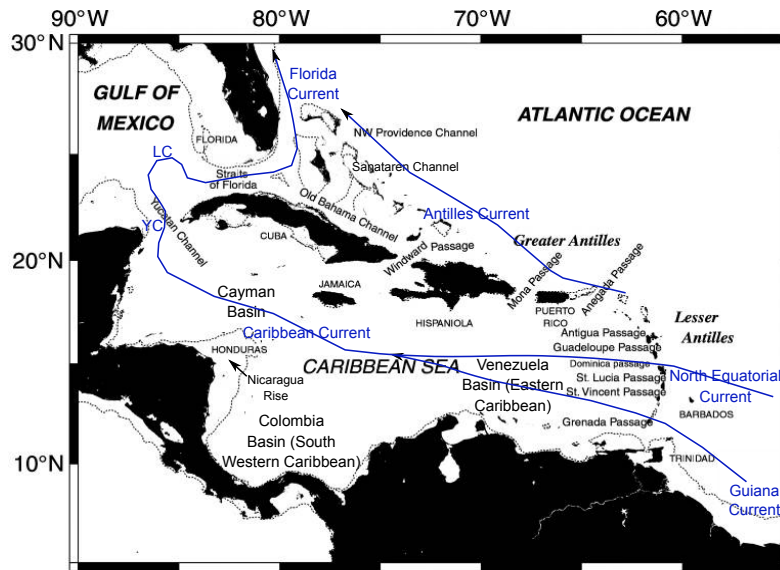 90°W
80°W
70°W
60°W
30° N
20°N
10°N
GULF OF
MEXICO
Florida
Current
ATLANTIC OCEAN
NW Providence Channel
FLORIDA
LC
Straits
of Florida
Sanataren Channel
Old Bahama Channel
Antilles Current
Yucatan Channel
YC
CUBA
Windward Passage
Greater Antilles
Mona Passage
Anegada Passage
Cayman
Basin
JAMAICA
HISPANIOLA
PUERTO
RICO
Lesser
Antilles
Caribbean Current
Antigua Passage
Guadeloupe Passage
HONDURAS
CARIBBEAN SEA
Venezuela
Basin (Eastern
Caribbean)
Dominica passage
St. Lucia Passage
St. Vincent Passage
North Equatorial
Current
Nicaragua
Rise
BARBADOS
Colombia
Basin (South
Western Caribbean)
Grenada Passage
TRINIDAD
Guiana
Current